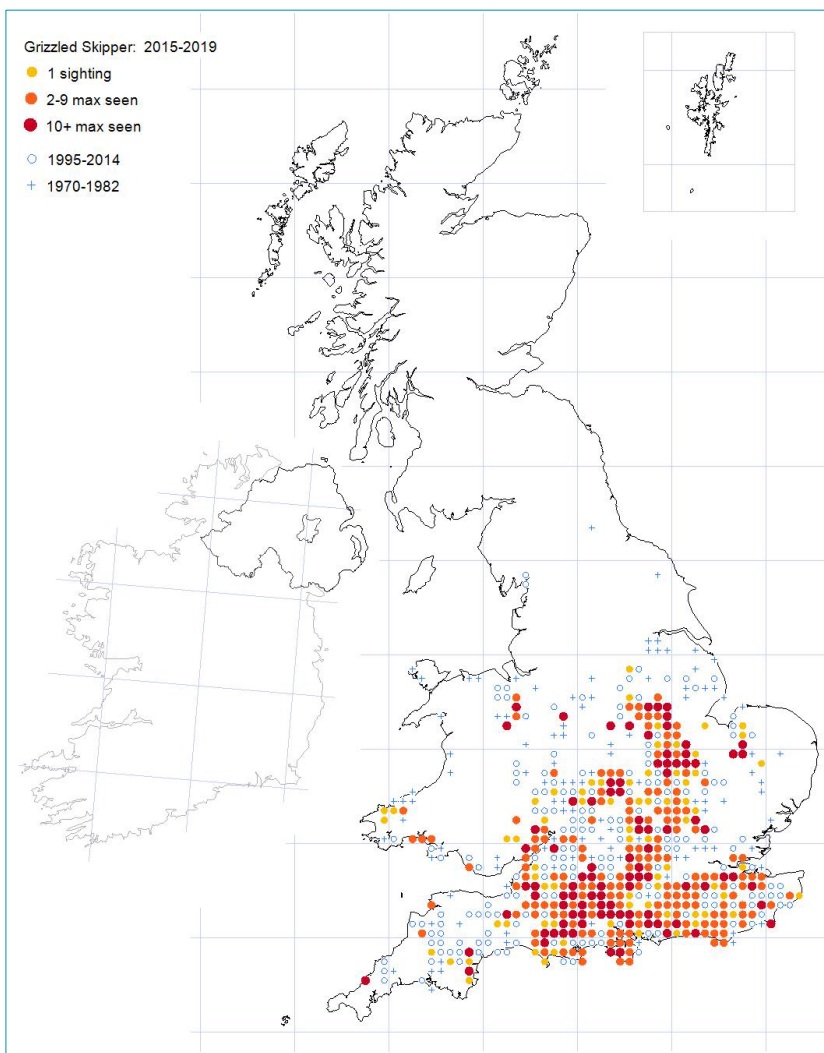 Grizzled Skipper: 2015-2019
1 sighting
2-9 max seen
10+ max seen
1995-2014
1970-1982